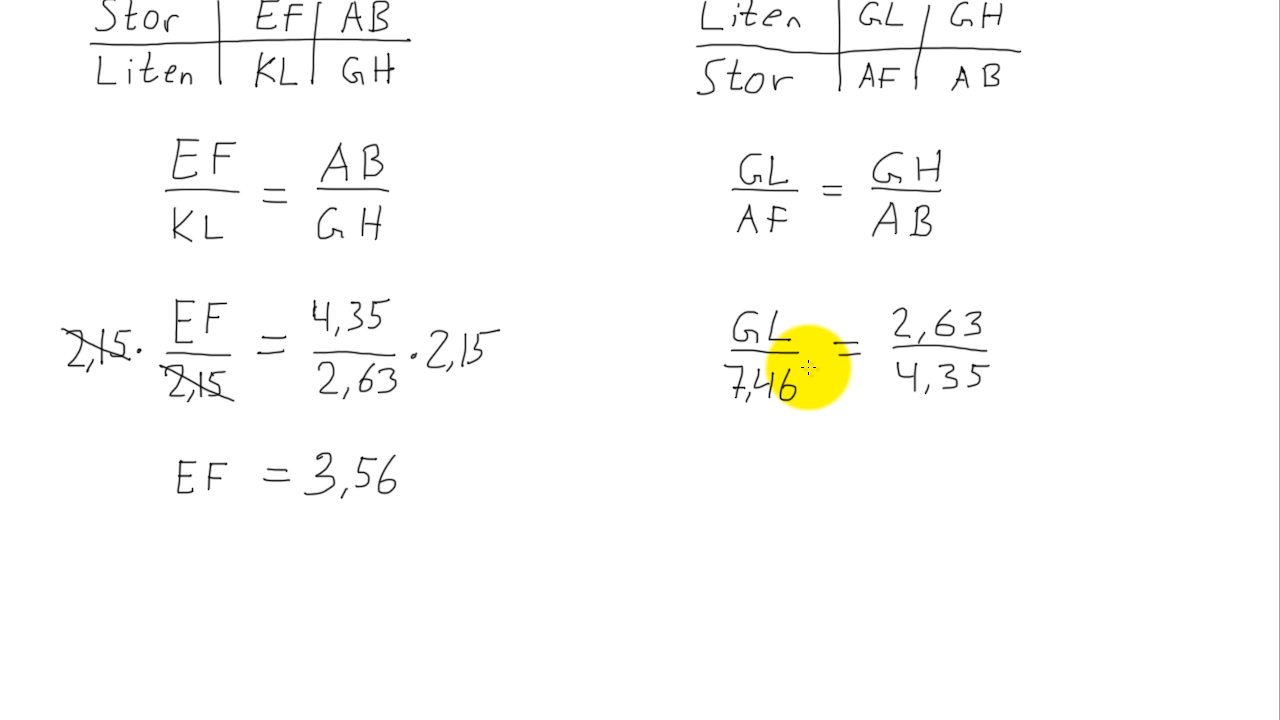 Stor | EF | AB
Liten | KL | GH
EF/KL = AB/GH
2,15 · EF/2,15 = 4,35/2,63 · 2,15
EF = 3,56
Liten | GL | GH
Stor | AF | AB
GL/AF = GH/AB
GL/7,46 = 2,63/4,35